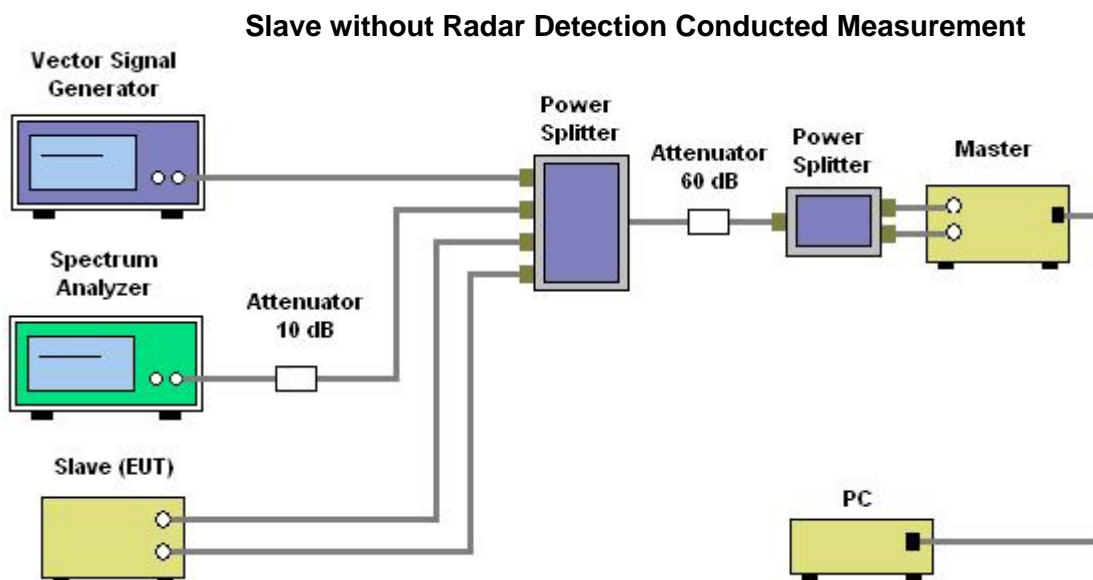 Slave without Radar Detection Conducted Measurement
Vector Signal
Generator
Power
Splitter
Attenuator
60 dB
Power
Splitter
Master
Spectrum
Analyzer
Attenuator
10 dB
Slave (EUT)
PC